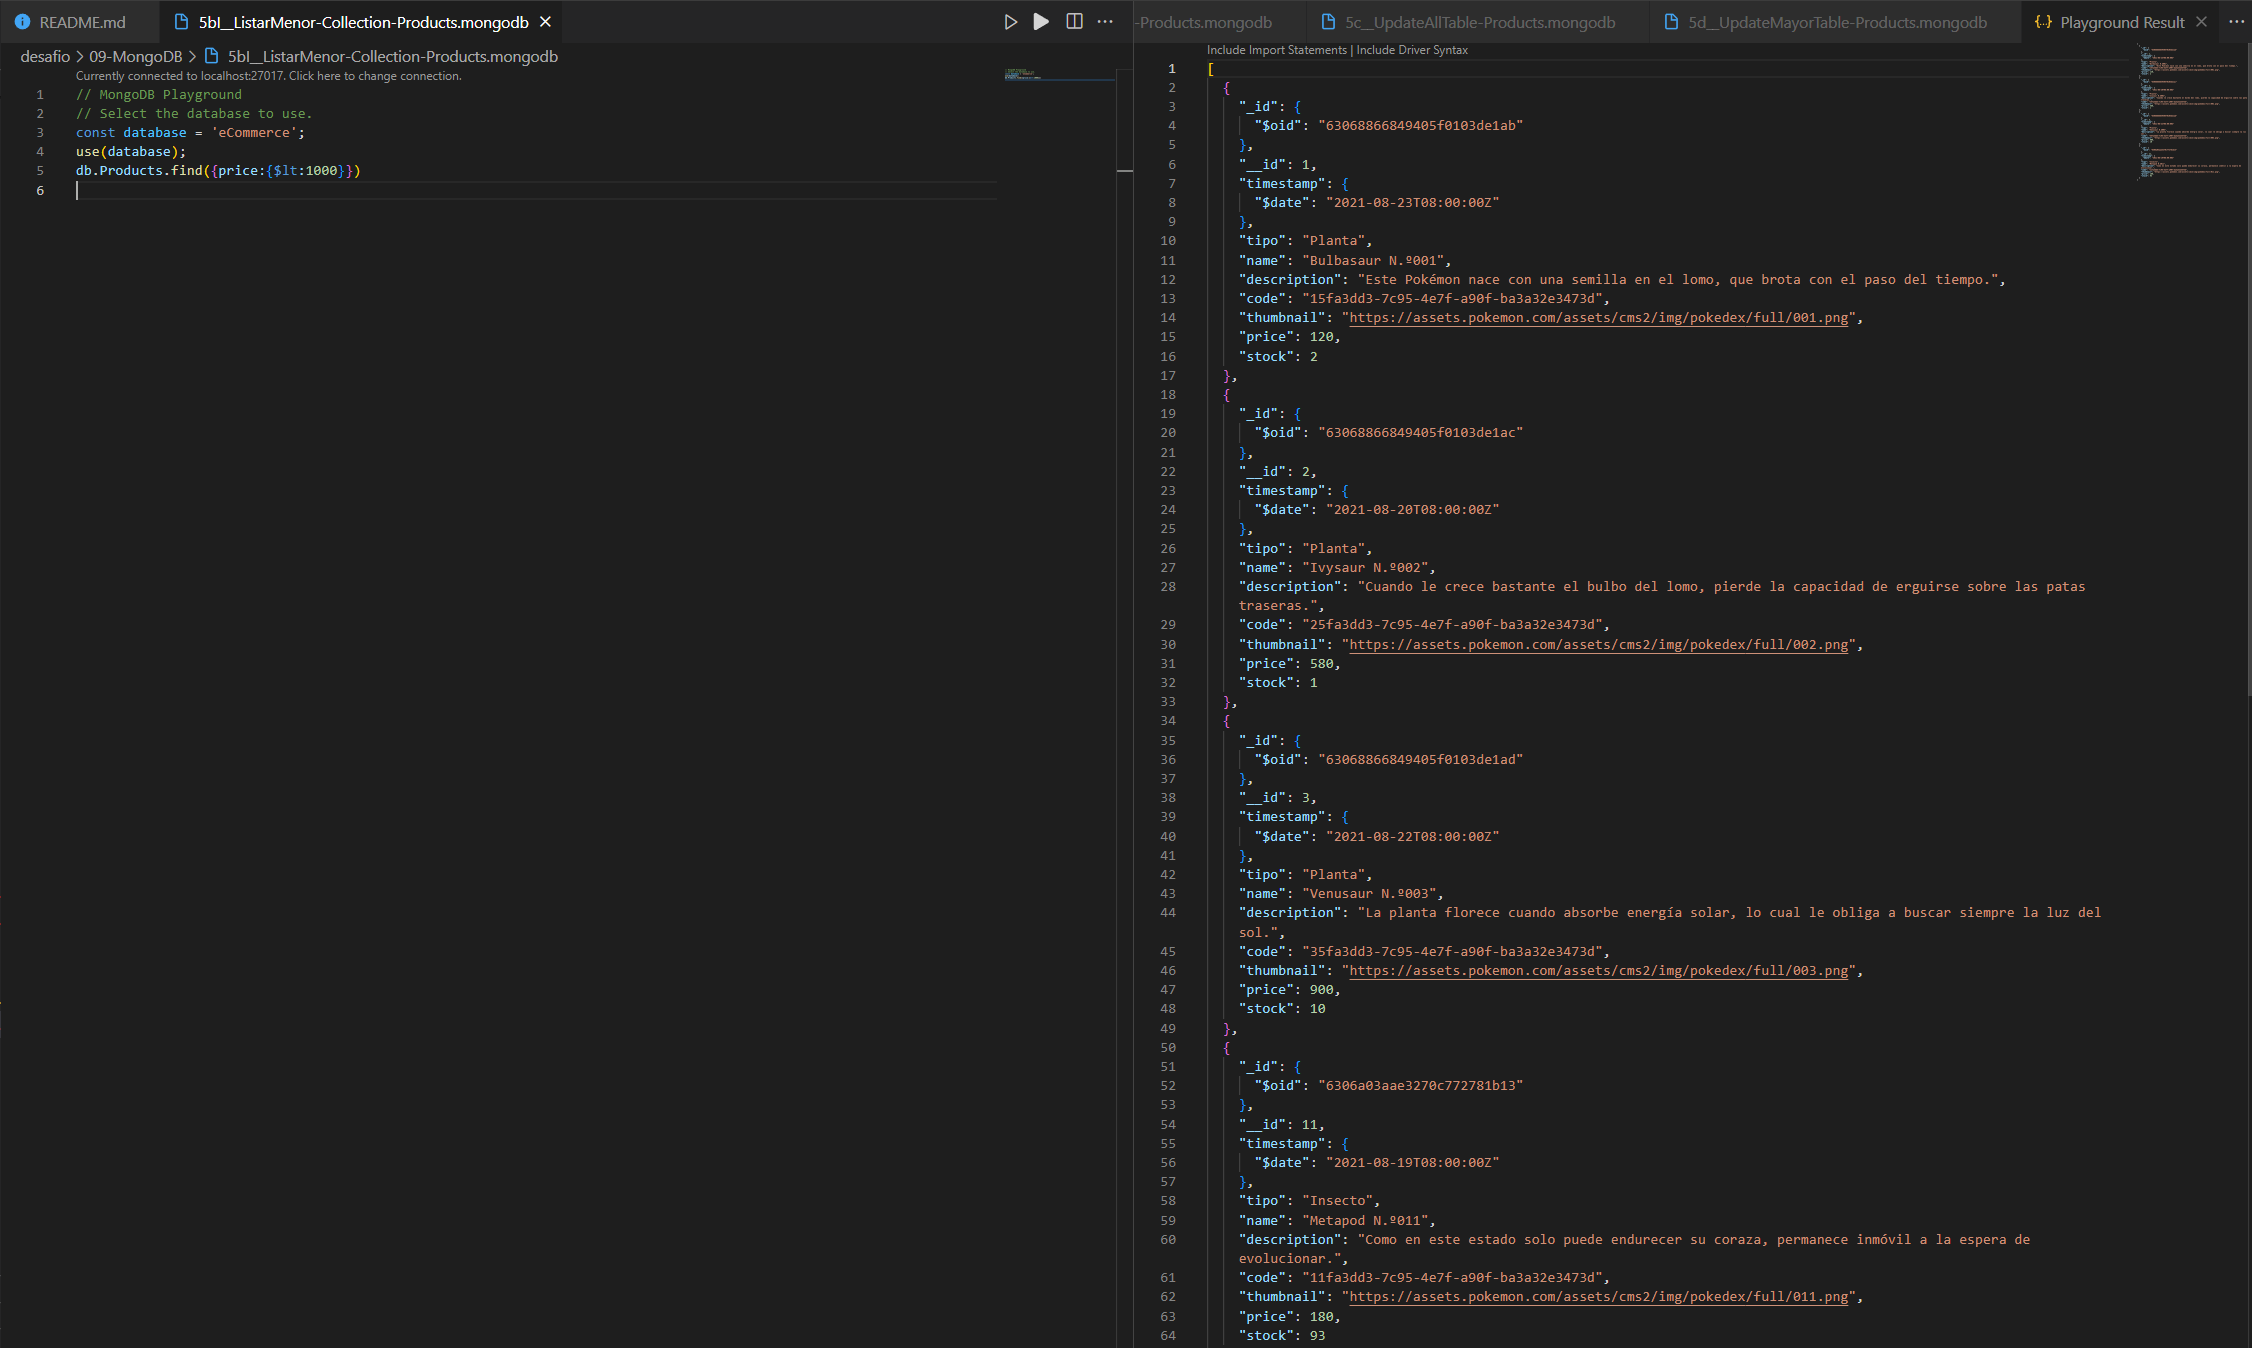 README.md
5bI__ListarMenor-Collection-Products.mongodb
desafio > 09-MongoDB > 5bI__ListarMenor-Collection-Products.mongodb
Currently connected to localhost:27017. Click here to change connection.
1 // MongoDB Playground
2 // Select the database to use.
3 const database = 'eCommerce';
4 use(database);
5 db.Products.find({price:{$lt:1000}})
6
-Products.mongodb
5c__UpdateAllTable-Products.mongodb
5d__UpdateMayorTable-Products.mongodb
Playground Result
Include Import Statements | Include Driver Syntax
1 [
2 {
3 "_id": {
4 "$oid": "63068866849405f0103de1ab"
5 },
6 "__id": 1,
7 "timestamp": {
8 "$date": "2021-08-23T08:00:00Z"
9 },
10 "tipo": "Planta",
11 "name": "Bulbasaur N.º001",
12 "description": "Este Pokémon nace con una semilla en el lomo, que brota con el paso del tiempo.",
13 "code": "15fa3dd3-7c95-4e7f-a90f-ba3a32e3473d",
14 "thumbnail": "https://assets.pokemon.com/assets/cms2/img/pokedex/full/001.png",
15 "price": 120,
16 "stock": 2
17 },
18 {
19 "_id": {
20 "$oid": "63068866849405f0103de1ac"
21 },
22 "__id": 2,
23 "timestamp": {
24 "$date": "2021-08-20T08:00:00Z"
25 },
26 "tipo": "Planta",
27 "name": "Ivysaur N.º002",
28 "description": "Cuando le crece bastante el bulbo del lomo, pierde la capacidad de erguirse sobre las patas
traseras.",
29 "code": "25fa3dd3-7c95-4e7f-a90f-ba3a32e3473d",
30 "thumbnail": "https://assets.pokemon.com/assets/cms2/img/pokedex/full/002.png",
31 "price": 580,
32 "stock": 1
33 },
34 {
35 "_id": {
36 "$oid": "63068866849405f0103de1ad"
37 },
38 "__id": 3,
39 "timestamp": {
40 "$date": "2021-08-22T08:00:00Z"
41 },
42 "tipo": "Planta",
43 "name": "Venusaur N.º003",
44 "description": "La planta florece cuando absorbe energía solar, lo cual le obliga a buscar siempre la luz del
sol.",
45 "code": "35fa3dd3-7c95-4e7f-a90f-ba3a32e3473d",
46 "thumbnail": "https://assets.pokemon.com/assets/cms2/img/pokedex/full/003.png",
47 "price": 900,
48 "stock": 10
49 },
50 {
51 "_id": {
52 "$oid": "6306a03aae3270c772781b13"
53 },
54 "__id": 11,
55 "timestamp": {
56 "$date": "2021-08-19T08:00:00Z"
57 },
58 "tipo": "Insecto",
59 "name": "Metapod N.º011",
60 "description": "Como en este estado solo puede endurecer su coraza, permanece inmóvil a la espera de
evolucionar.",
61 "code": "11fa3dd3-7c95-4e7f-a90f-ba3a32e3473d",
62 "thumbnail": "https://assets.pokemon.com/assets/cms2/img/pokedex/full/011.png",
63 "price": 180,
64 "stock": 93